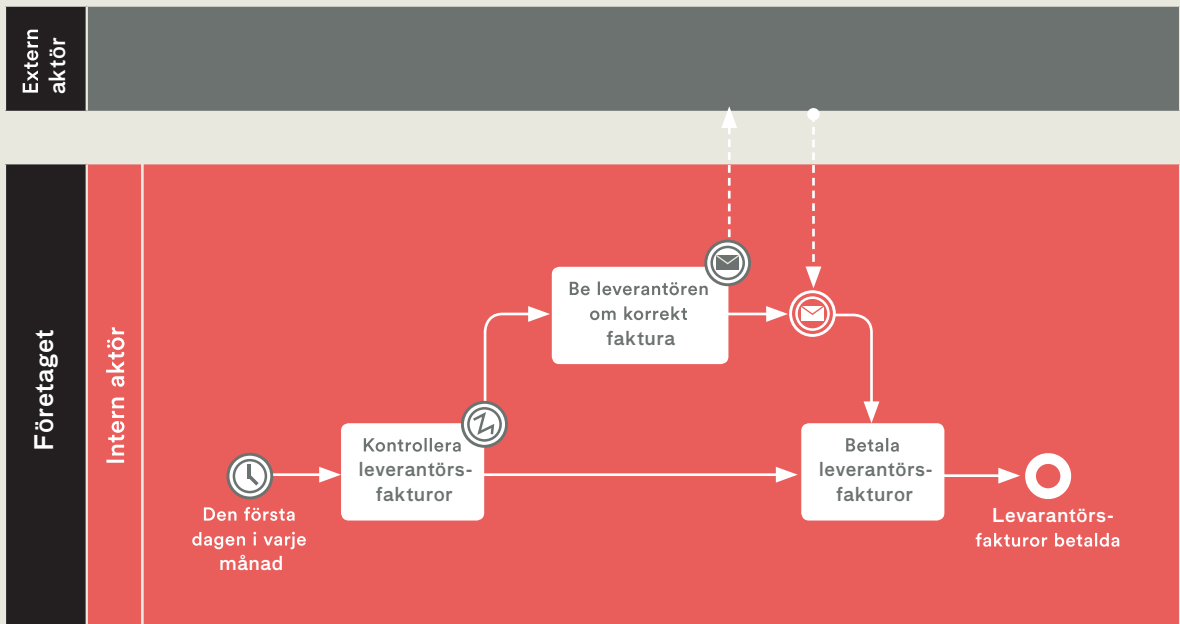 Extern
aktör
Företaget
Intern aktör
Be leverantören
om korrekt
faktura
Kontrollera
leverantörs-
fakturor
Betala
leverantörs-
fakturor
Den första
dagen i varje
månad
Levarantörs-
fakturor betalda